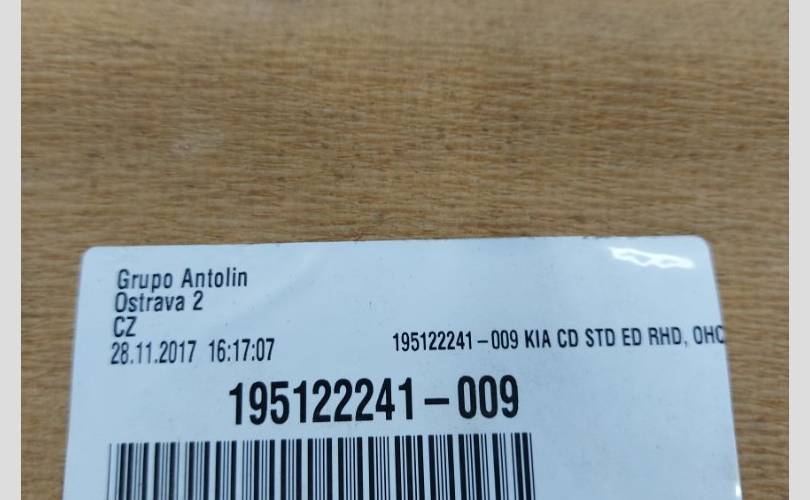 Grupo Antolin
Ostrava 2
CZ
28.11.2017 16:17:07
195122241-009 KIA CD STD ED RHD, OHC
195122241-009